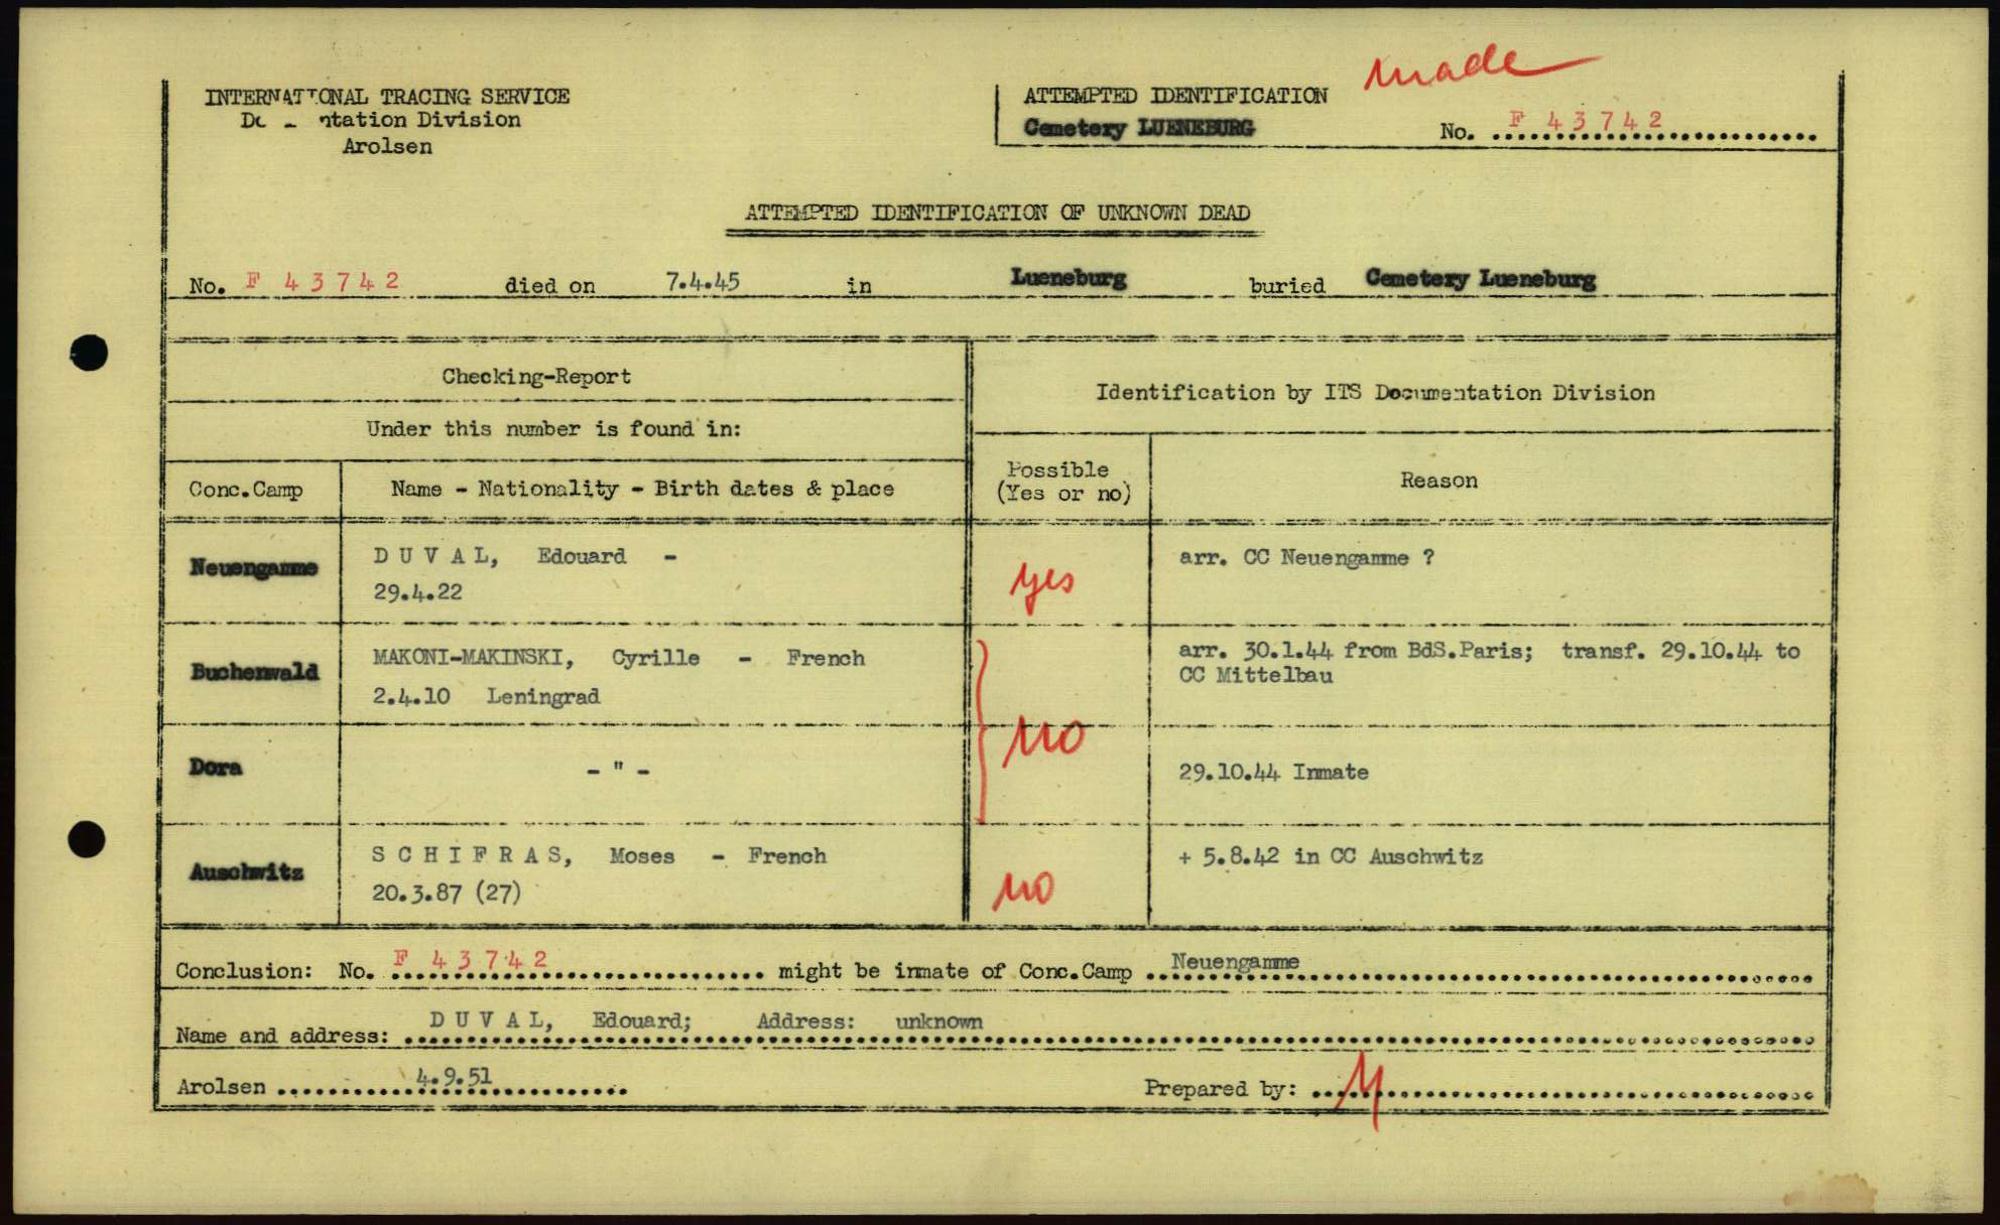 INTERNATIONAL TRACING SERVICE
Division
Arolsen
made
ATTEMPTED IDENTIFICATION
Cemetery LUENEBURG No. F 43742
ATTEMPTED IDENTIFICATION OF UNKNOWN DEAD
No. F 43742 died on 7.4.45 in Lueneburg buried Cemetery Lueneburg
Checking-Report
Identification by ITS Documentation Division
Under this number is found in:
Conc.Camp Name - Nationality - Birth dates & place
Possible
(Yes or no)
Reason
Neuengamme
D U V A L, Edouard -
29.4.22
yes
arr. CC Neuengamme ?
Buchenwald
MAKONI-MAKINSKI, Cyrille - French
2.4.10 Leningrad
arr. 30.1.44 from BdS.Paris; transf. 29.10.44 to
CC Mittelbau
no
Dora
- " -
29.10.44 Inmate
Auschwitz
S C H I F R A S, Moses - French
20.3.87 (27)
no
+ 5.8.42 in CC Auschwitz
Conclusion: No. F 43742 might be inmate of Conc.Camp Neuengamme
Name and address: D U V A L, Edouard; Address: unknown
Arolsen 4.9.51 Prepared by: